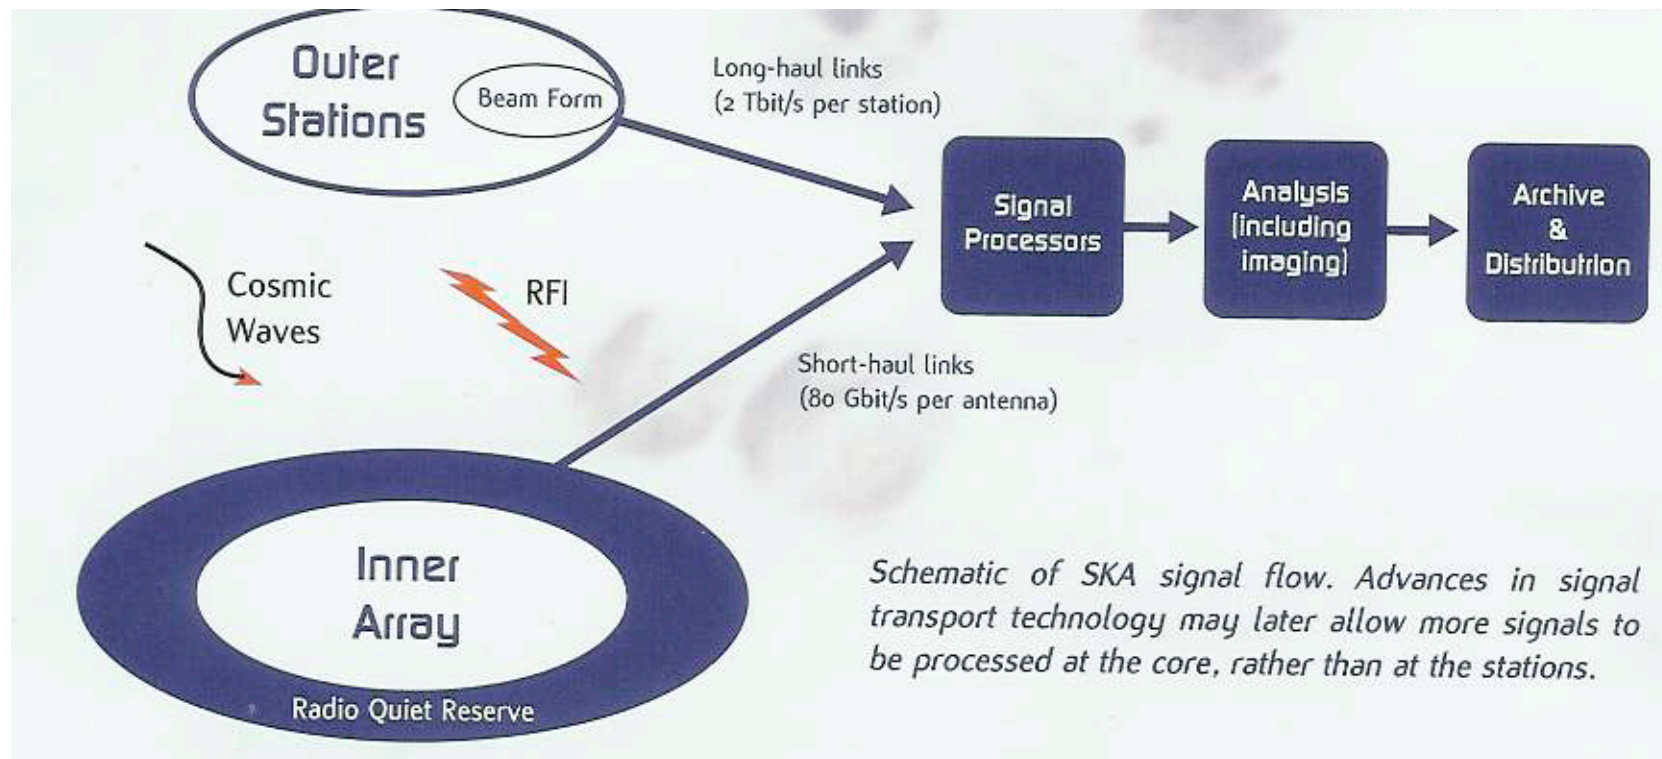 Outer
Stations
Beam Form
Long-haul links
(2 Tbit/s per station)
Signal
Processors
Analysis
(including
imaging)
Archive
&
Distributrion
Cosmic
Waves
RFI
Short-haul links
(80 Gbit/s per antenna)
Inner
Array
Radio Quiet Reserve
Schematic of SKA signal flow. Advances in signal
transport technology may later allow more signals to
be processed at the core, rather than at the stations.